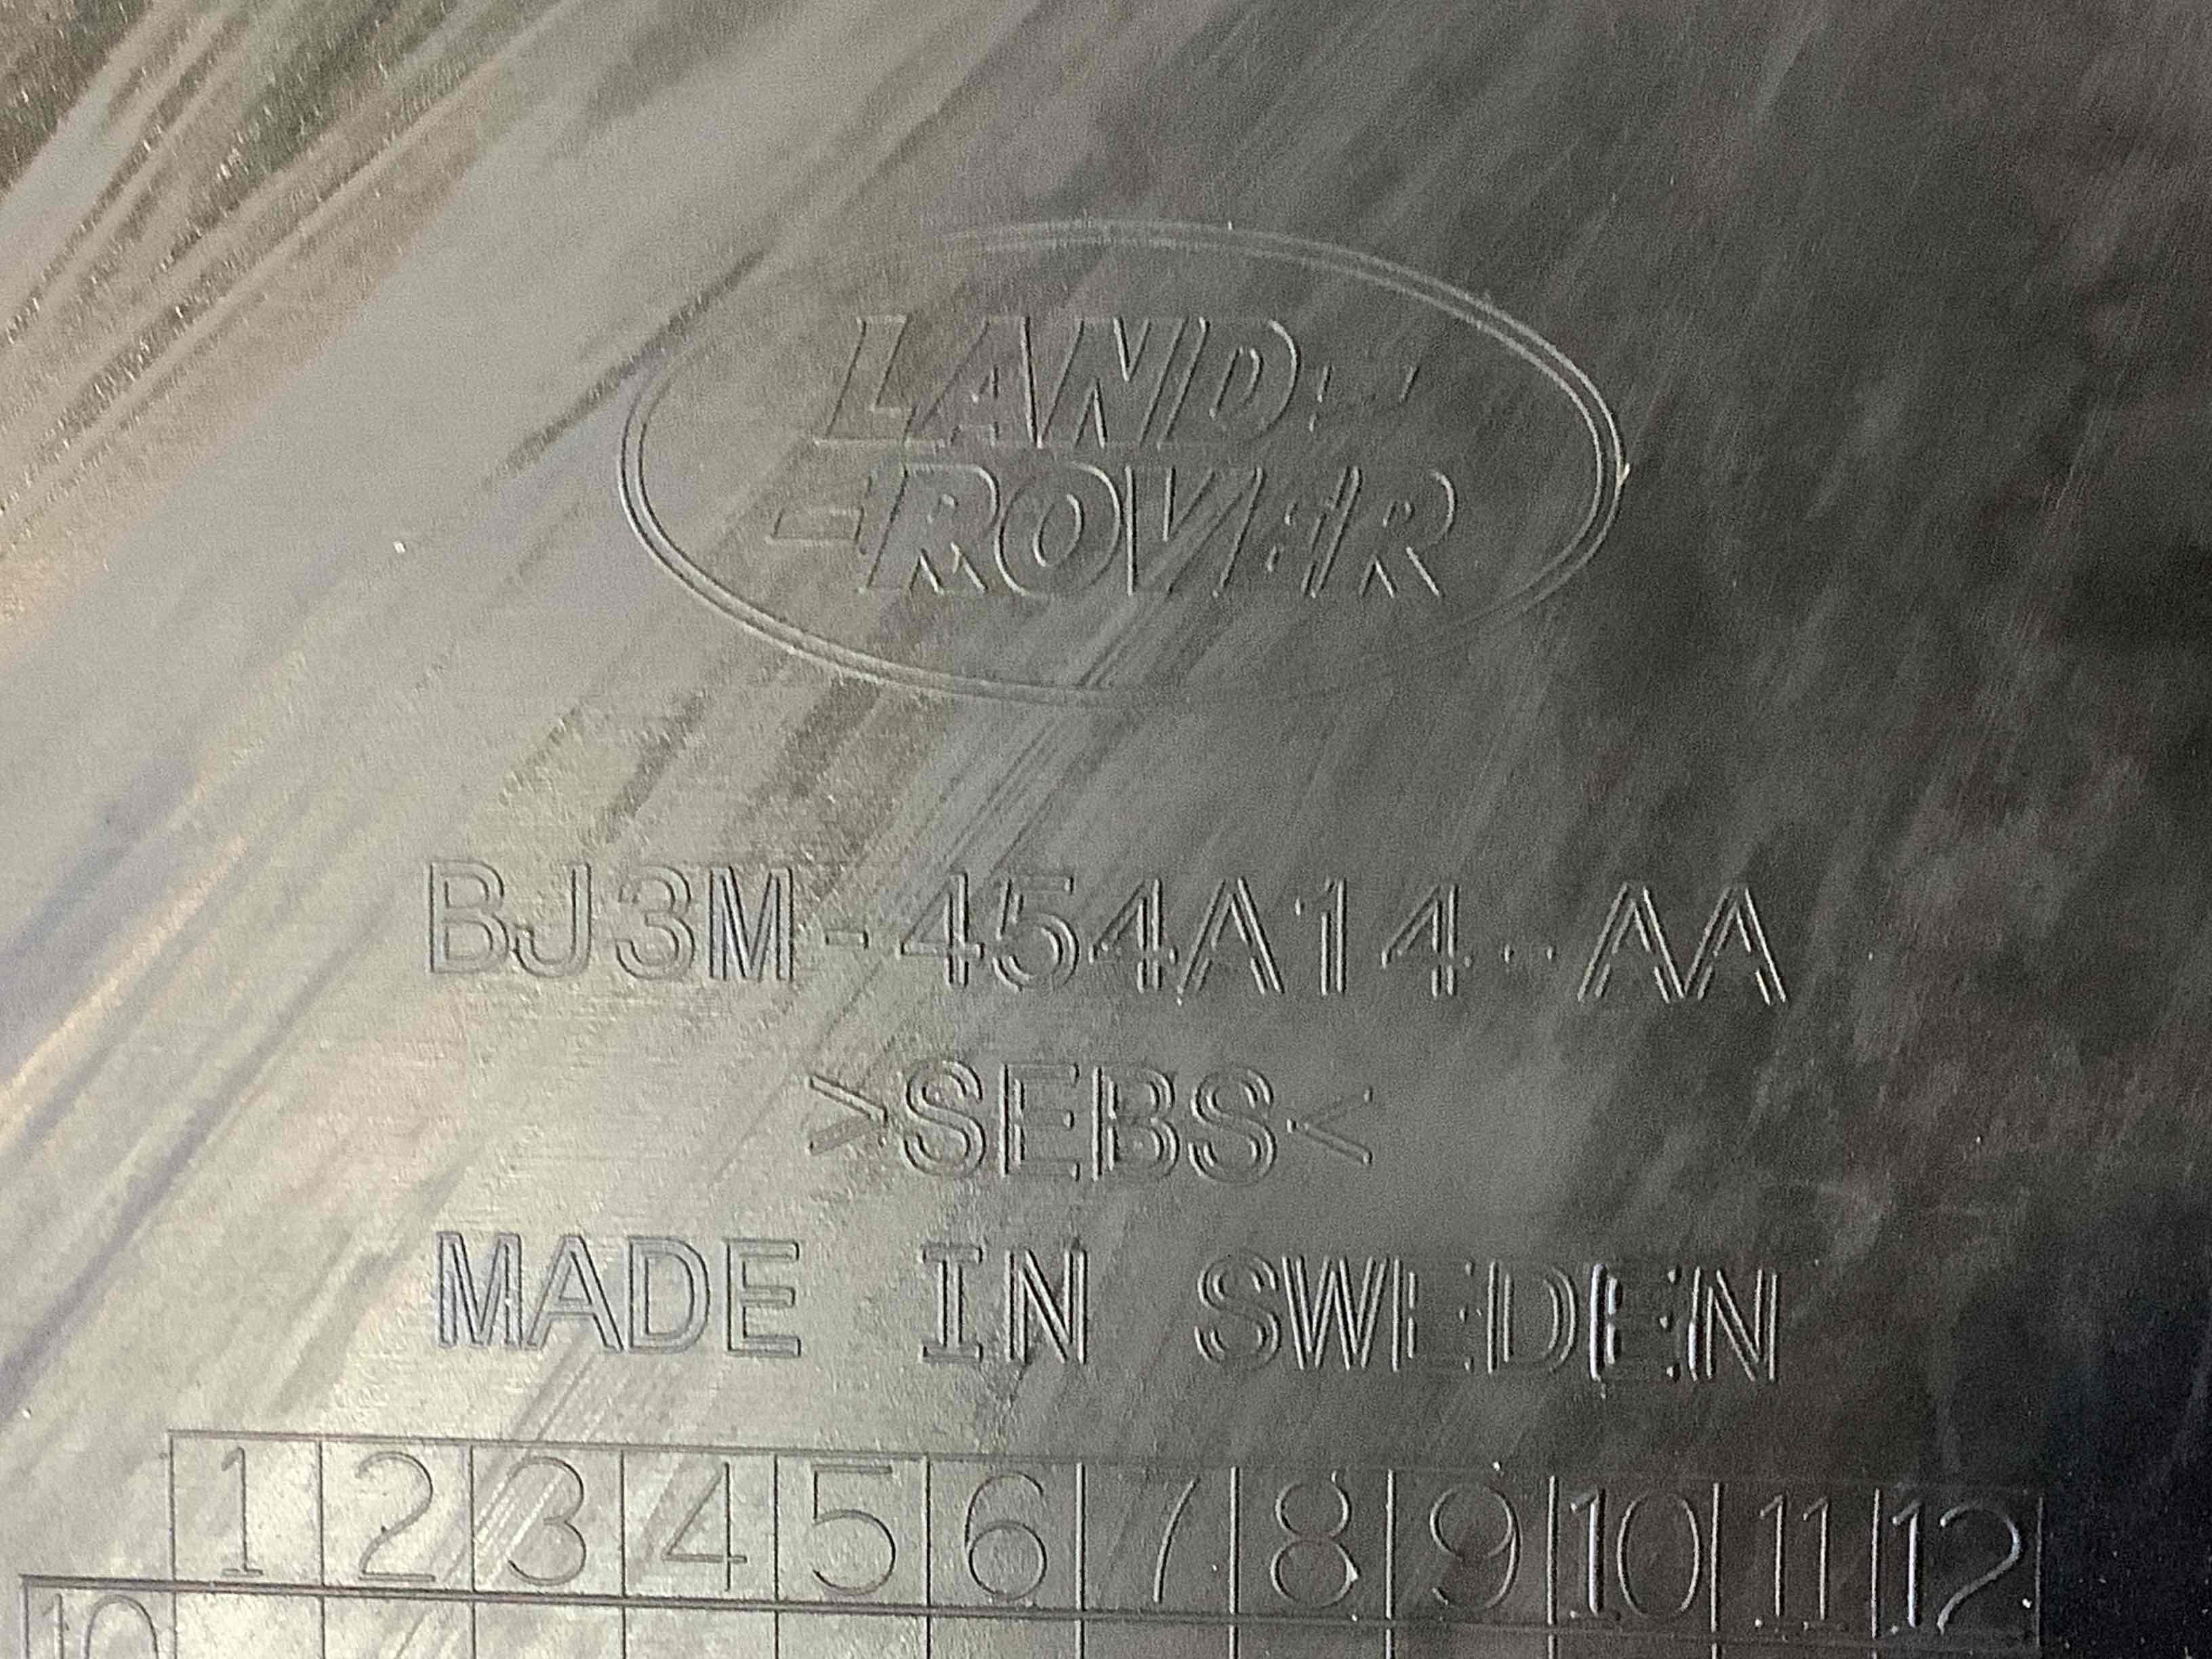 LAND-
-ROVER
BJ3M-454A14-AA
>SEBS<
MADE IN SWEDEN
1 2 3 4 5 6 7 8 9 10 11 12
10